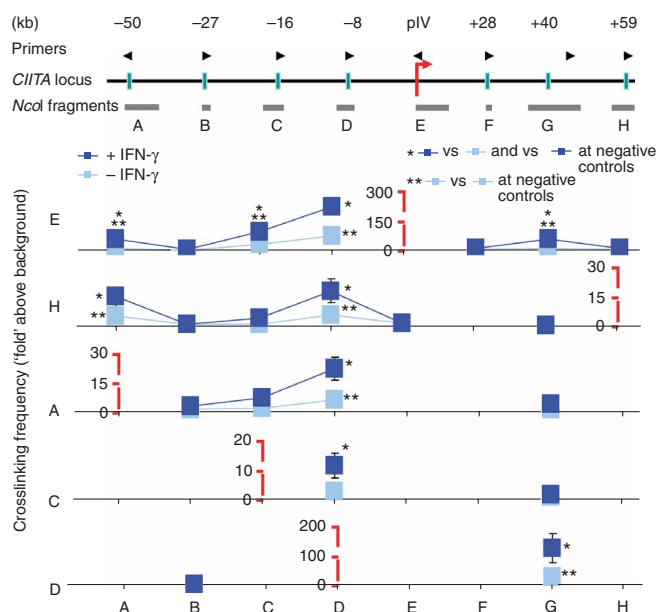 (kb) –50 –27 –16 –8 pIV +28 +40 +59
Primers
CIITA locus
NcoI fragments
A B C D E F G H
+ IFN-γ
– IFN-γ
* vs and vs at negative controls
** vs at negative controls
Crosslinking frequency ('fold' above background)
E * ** * ** * ** 300 150 0 * **
H * ** * ** 30 15 0
A 30 15 0 * **
C 20 10 0 *
D 200 100 0 * **
A B C D E F G H